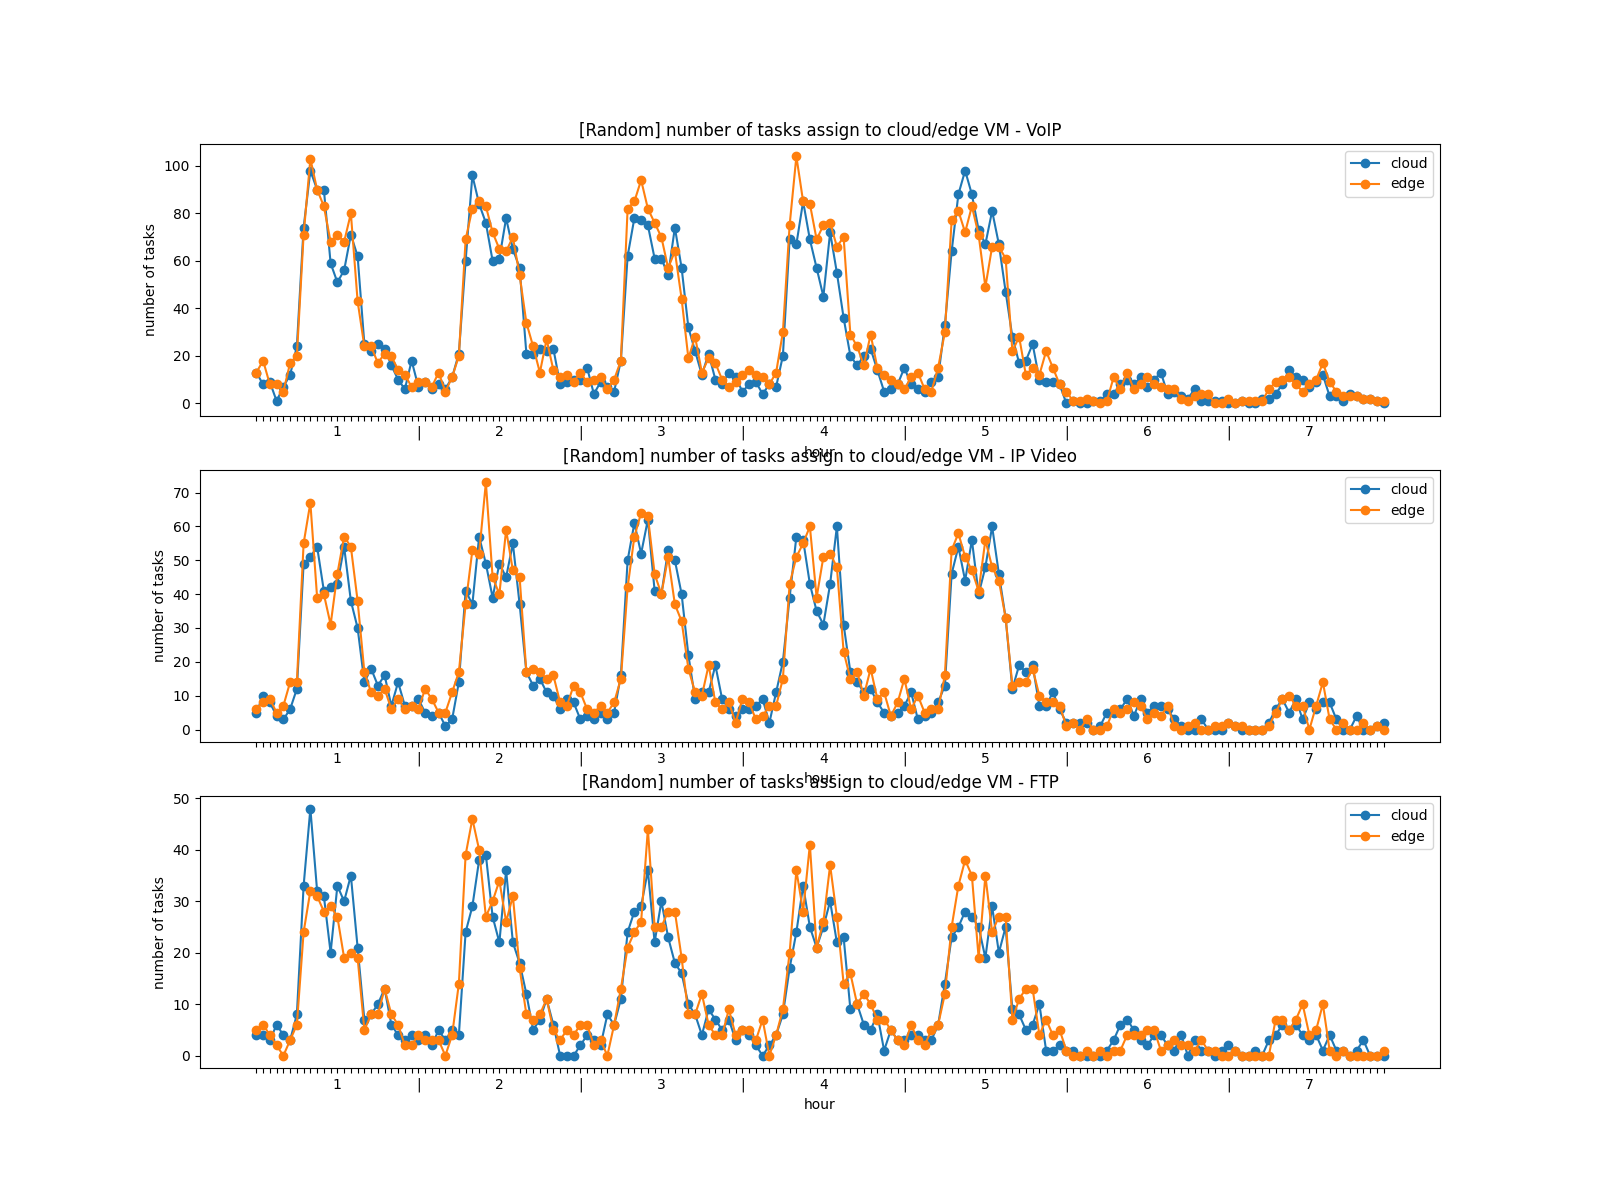 [Random] number of tasks assign to cloud/edge VM - VoIP
number of tasks
100
80
60
40
20
0
cloud
edge
1 | 2 | 3 | 4 | 5 | 6 | 7
hour
[Random] number of tasks assign to cloud/edge VM - IP Video
number of tasks
70
60
50
40
30
20
10
0
cloud
edge
1 | 2 | 3 | 4 | 5 | 6 | 7
hour
[Random] number of tasks assign to cloud/edge VM - FTP
number of tasks
50
40
30
20
10
0
cloud
edge
1 | 2 | 3 | 4 | 5 | 6 | 7
hour